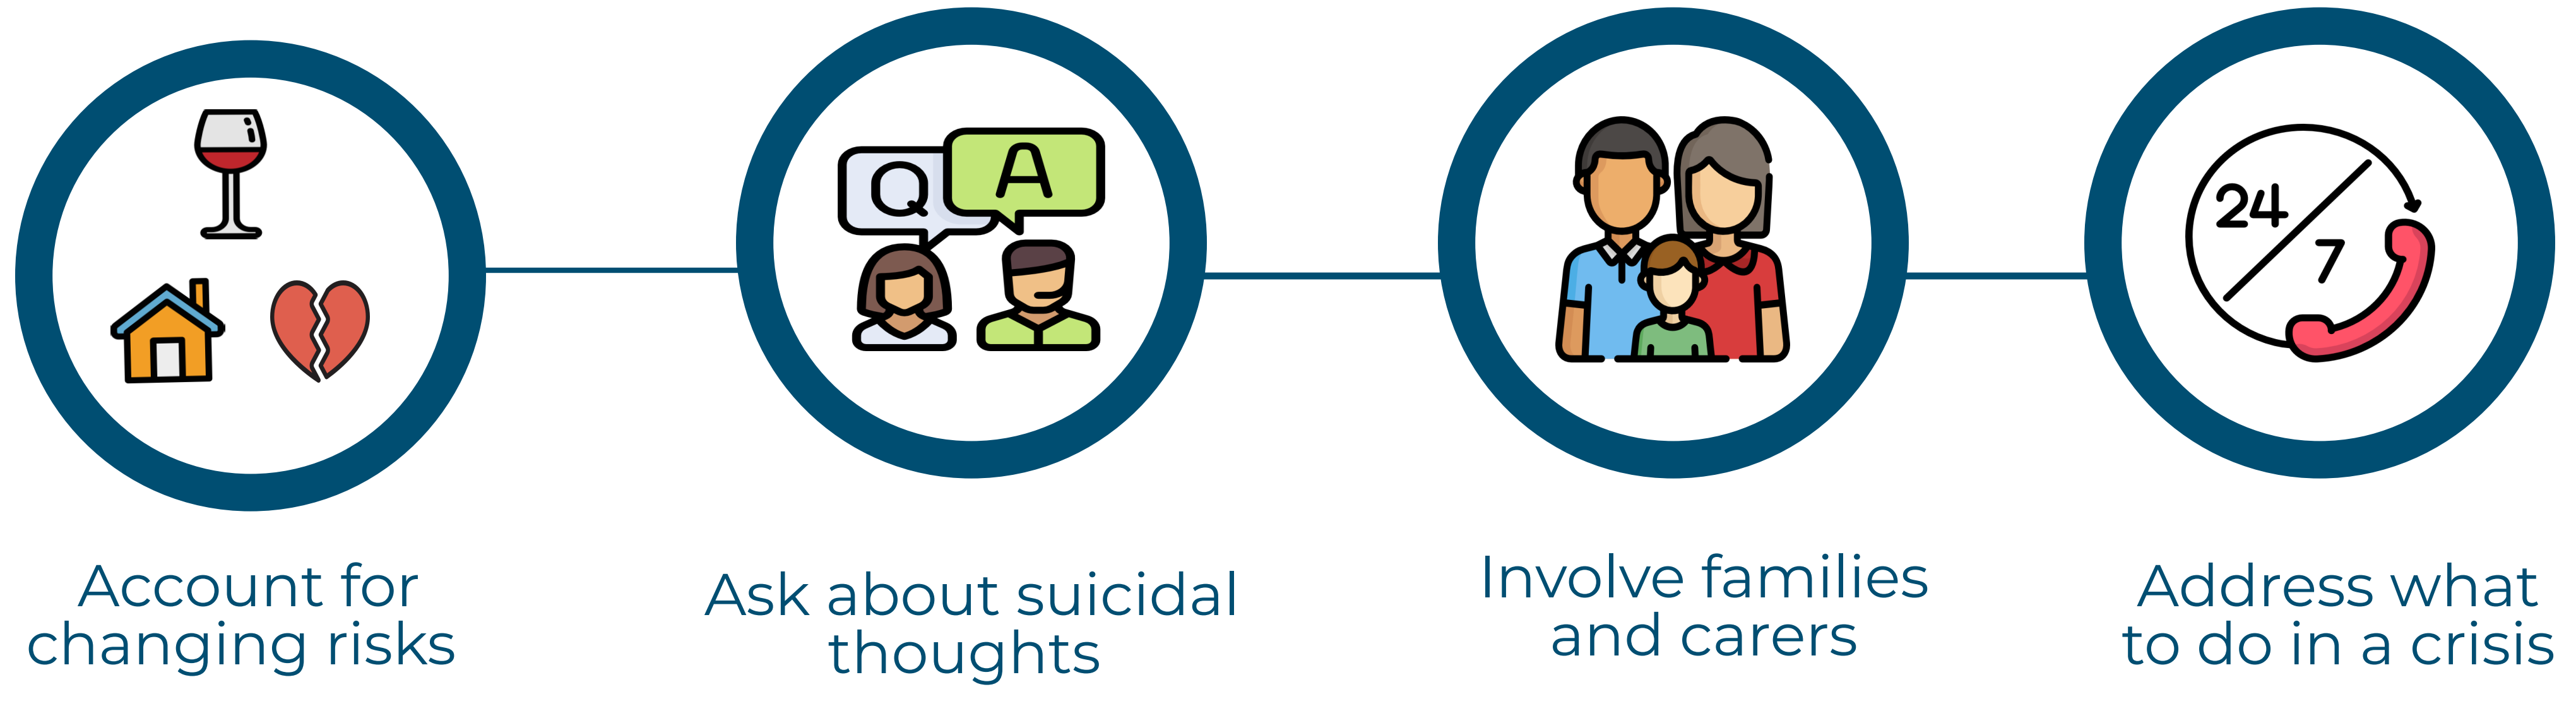 Q
A
24
7
Account for
changing risks
Ask about suicidal
thoughts
Involve families
and carers
Address what
to do in a crisis